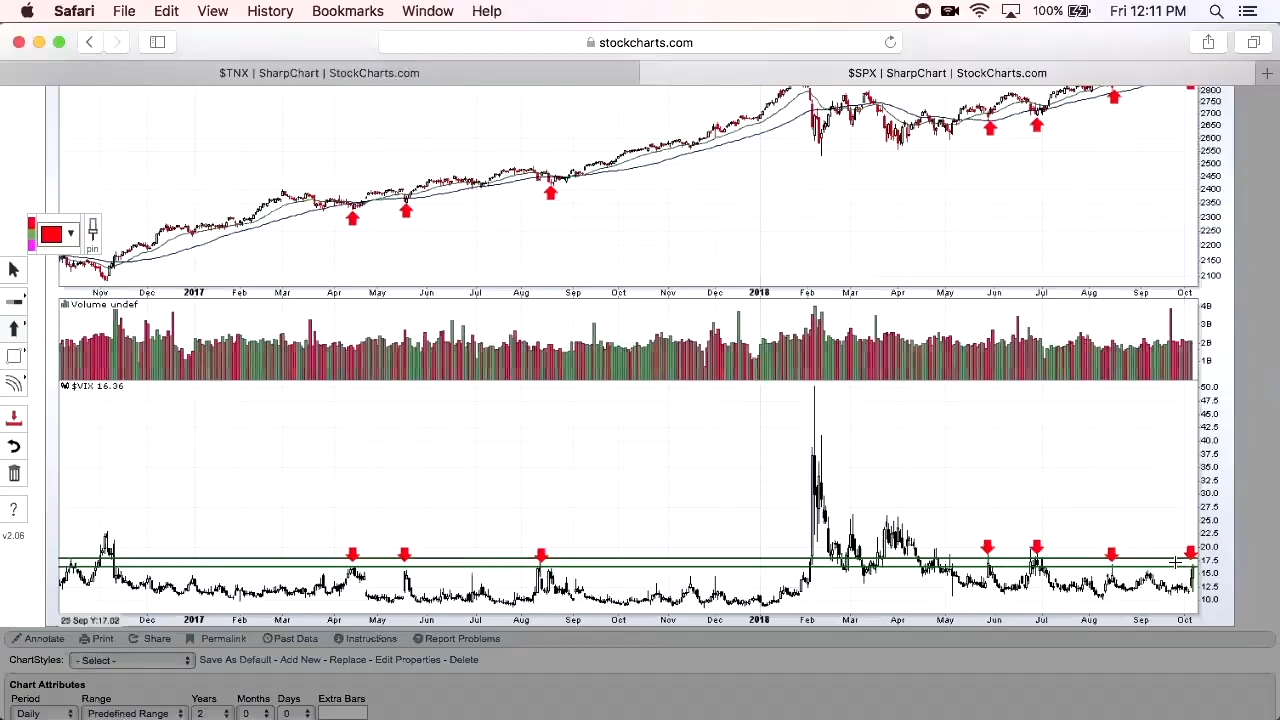 Safari File Edit View History Bookmarks Window Help 100% Fri 12:11 PM
stockcharts.com
$TNX | SharpChart | StockCharts.com $SPX | SharpChart | StockCharts.com
2800
2750
2700
2650
2600
2550
2500
2450
2400
2350
2300
2250
2200
2150
2100
pin
Nov Dec 2017 Feb Mar Apr May Jun Jul Aug Sep Oct Nov Dec 2018 Feb Mar Apr May Jun Jul Aug Sep Oct
Volume undef
4B
3B
2B
1B
$VIX 16.36
50.0
47.5
45.0
42.5
40.0
37.5
35.0
32.5
30.0
27.5
25.0
22.5
20.0
17.5
15.0
12.5
10.0
?
v2.06
25 Sep Y:17.02 2017 Feb Mar Apr May Jun Jul Aug Sep Oct Nov Dec 2018 Feb Mar Apr May Jun Jul Aug Sep Oct
Annotate Print Share Permalink Past Data Instructions Report Problems
ChartStyles: - Select - Save As Default - Add New - Replace - Edit Properties - Delete
Chart Attributes
Period Range Years Months Days Extra Bars
Daily Predefined Range 2 0 0